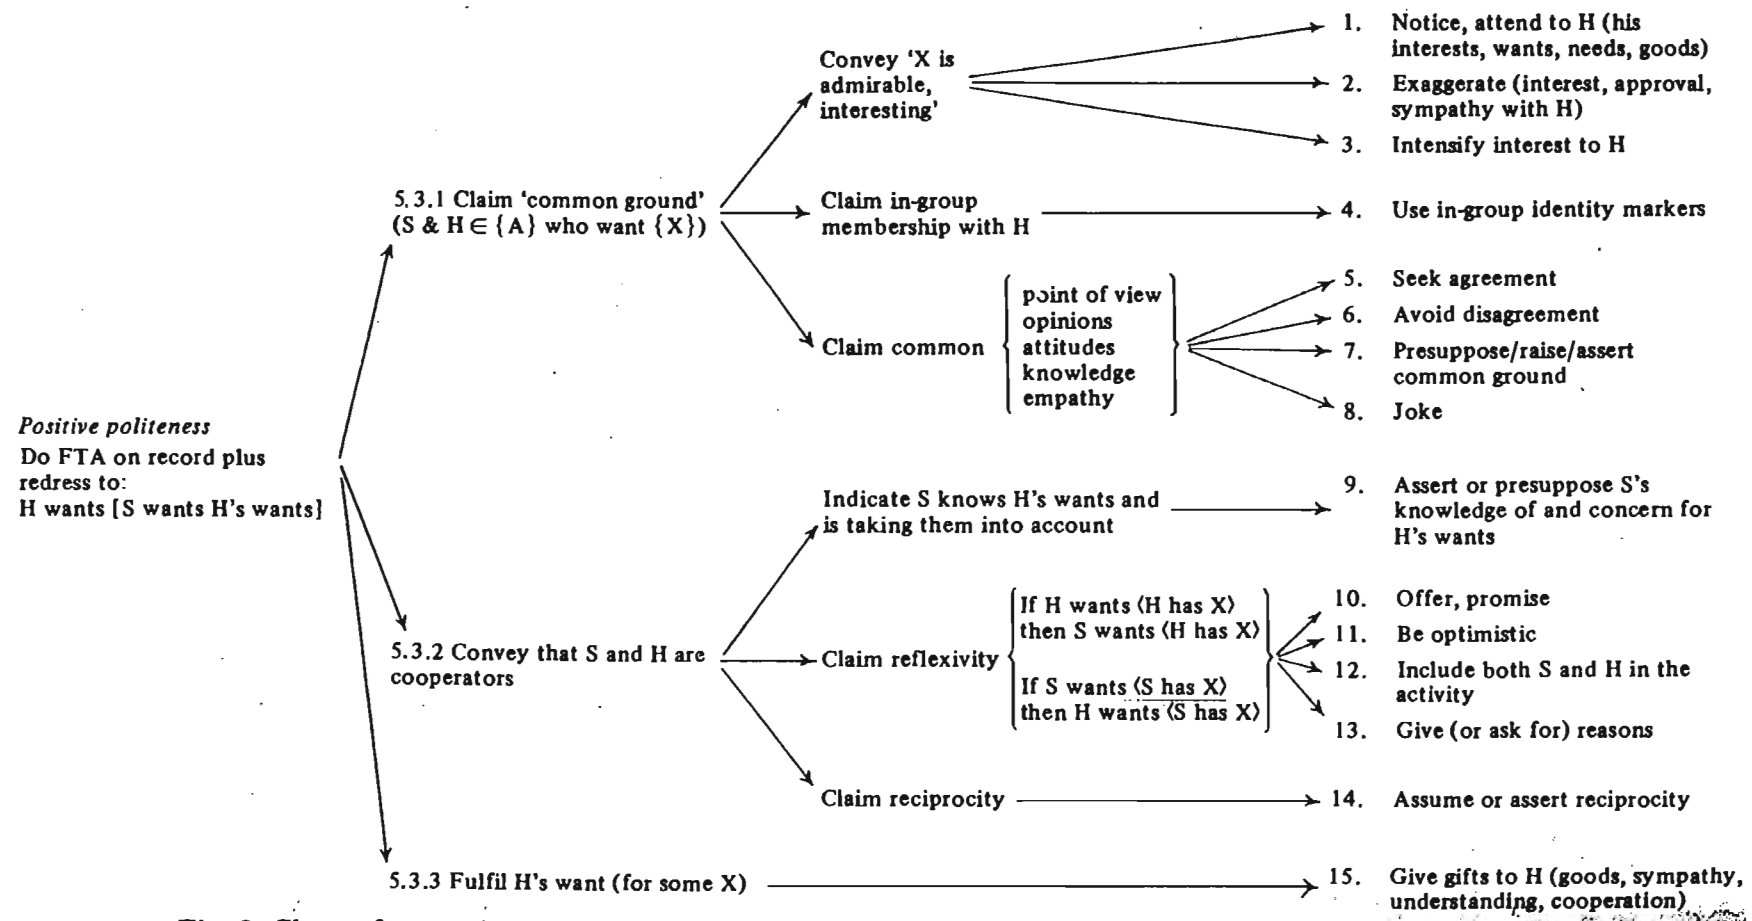 Positive politeness
Do FTA on record plus
redress to:
H wants [S wants H's wants]
5.3.1 Claim ‘common ground’
(S & H ∈ {A} who want {X})
Convey ‘X is
admirable,
interesting’
1. Notice, attend to H (his
interests, wants, needs, goods)
2. Exaggerate (interest, approval,
sympathy with H)
3. Intensify interest to H
Claim in-group
membership with H
4. Use in-group identity markers
Claim common
point of view
opinions
attitudes
knowledge
empathy
5. Seek agreement
6. Avoid disagreement
7. Presuppose/raise/assert
common ground
8. Joke
5.3.2 Convey that S and H are
cooperators
Indicate S knows H's wants and
is taking them into account
9. Assert or presuppose S's
knowledge of and concern for
H's wants
Claim reflexivity
If H wants ⟨H has X⟩
then S wants ⟨H has X⟩
If S wants ⟨S has X⟩
then H wants ⟨S has X⟩
10. Offer, promise
11. Be optimistic
12. Include both S and H in the
activity
13. Give (or ask for) reasons
Claim reciprocity
14. Assume or assert reciprocity
5.3.3 Fulfil H's want (for some X)
15. Give gifts to H (goods, sympathy,
understanding, cooperation)